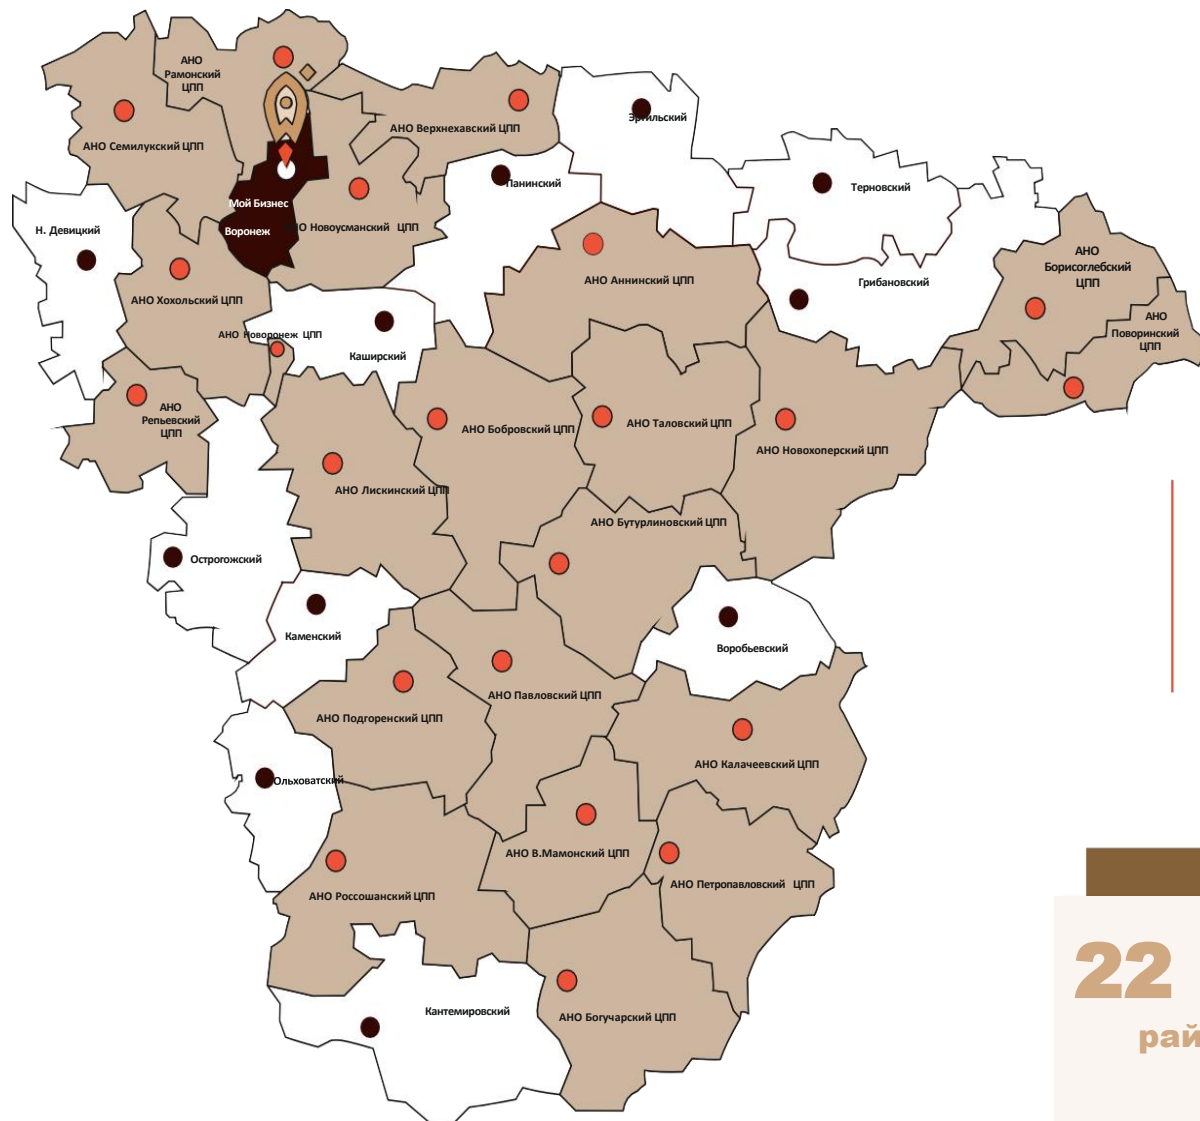 АНО
Рамонский
ЦПП
АНО Семилукский ЦПП
АНО Верхнехавский ЦПП
Эртильский
Панинский
Терновский
Мой Бизнес
Воронеж
АНО Новоусманский ЦПП
Н. Девицкий
АНО Хохольский ЦПП
АНО Аннинский ЦПП
Грибановский
АНО
Борисоглебский
ЦПП
АНО
Поворинский
ЦПП
АНО Новоронеж ЦПП
Каширский
АНО
Репьевский
ЦПП
АНО Бобровский ЦПП
АНО Таловский ЦПП
АНО Новохоперский ЦПП
АНО Лискинский ЦПП
АНО Бутурлиновский ЦПП
Острогожский
Каменский
Воробьевский
АНО Павловский ЦПП
АНО Подгоренский ЦПП
АНО Калачеевский ЦПП
Ольховатский
АНО В.Мамонский ЦПП
АНО Петропавловский ЦПП
АНО Россошанский ЦПП
Кантемировский
АНО Богучарский ЦПП
22
рай